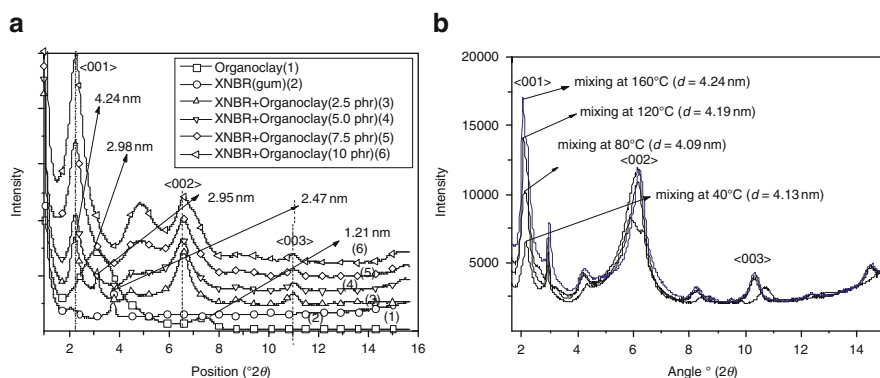 a
<001>
4.24 nm
2.98 nm
<002>
2.95 nm
2.47 nm
<003>
1.21 nm
Organoclay(1)
XNBR(gum)(2)
XNBR+Organoclay(2.5 phr)(3)
XNBR+Organoclay(5.0 phr)(4)
XNBR+Organoclay(7.5 phr)(5)
XNBR+Organoclay(10 phr)(6)
(6)
(5)
(4)
(3)
(2)
(1)
Intensity
2 4 6 8 10 12 14 16
Position (°2θ)
b
20000
15000
10000
5000
Intensity
<001>
mixing at 160°C (d = 4.24 nm)
mixing at 120°C (d = 4.19 nm)
mixing at 80°C (d = 4.09 nm)
<002>
mixing at 40°C (d = 4.13 nm)
<003>
2 4 6 8 10 12 14
Angle ° (2θ)